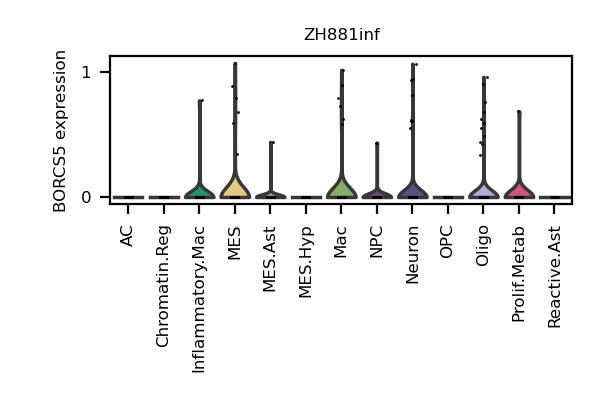 ZH881inf
BORCS5 expression
1
0
AC
Chromatin.Reg
Inflammatory.Mac
MES
MES.Ast
MES.Hyp
Mac
NPC
Neuron
OPC
Oligo
Prolif.Metab
Reactive.Ast